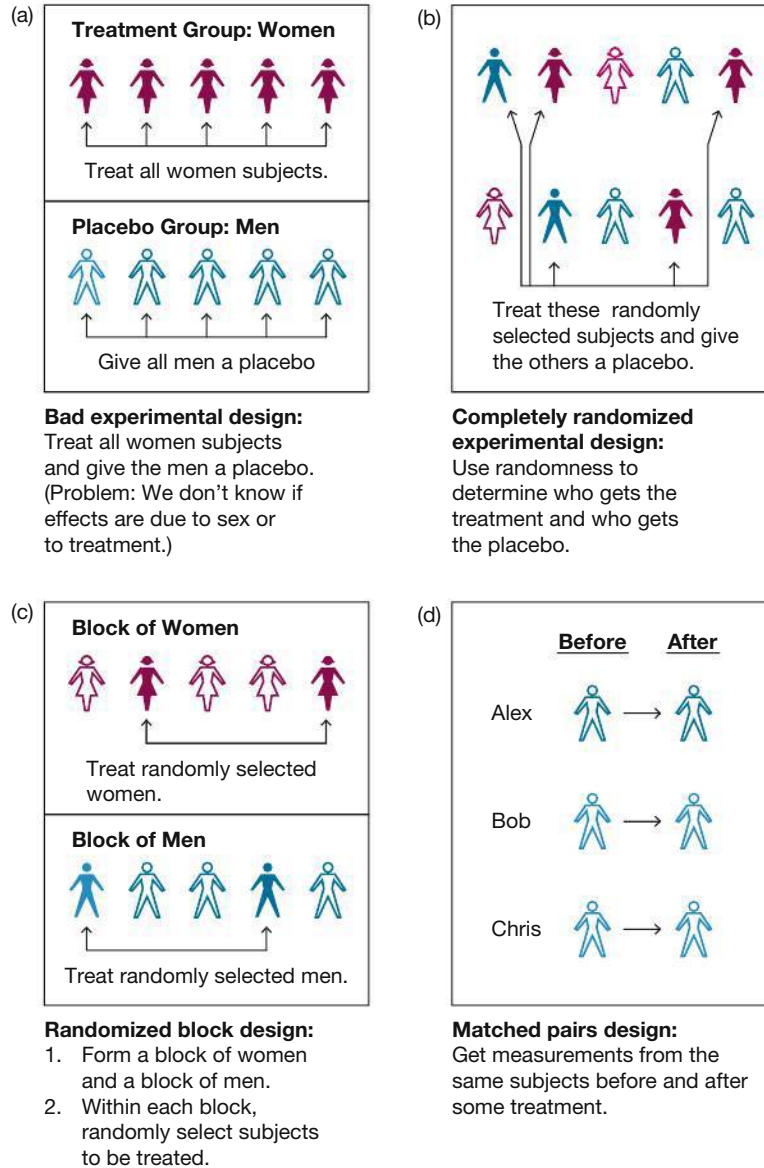 (a)
Treatment Group: Women
Treat all women subjects.
Placebo Group: Men
Give all men a placebo
Bad experimental design:
Treat all women subjects
and give the men a placebo.
(Problem: We don’t know if
effects are due to sex or
to treatment.)
(b)
Treat these randomly
selected subjects and give
the others a placebo.
Completely randomized
experimental design:
Use randomness to
determine who gets the
treatment and who gets
the placebo.
(c)
Block of Women
Treat randomly selected
women.
Block of Men
Treat randomly selected men.
Randomized block design:
1. Form a block of women
and a block of men.
2. Within each block,
randomly select subjects
to be treated.
(d)
Before After
Alex
Bob
Chris
Matched pairs design:
Get measurements from the
same subjects before and after
some treatment.